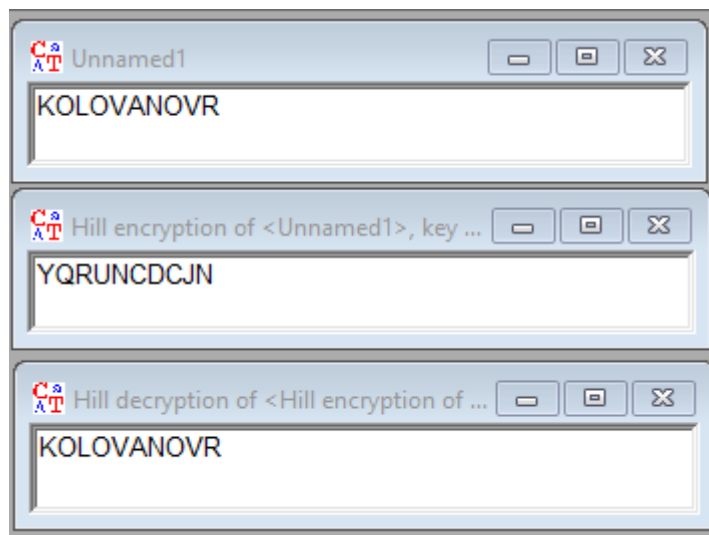 Unnamed1
KOLOVANOVR
Hill encryption of <Unnamed1>, key ...
YQRUNCDCJN
Hill decryption of <Hill encryption of ...
KOLOVANOVR